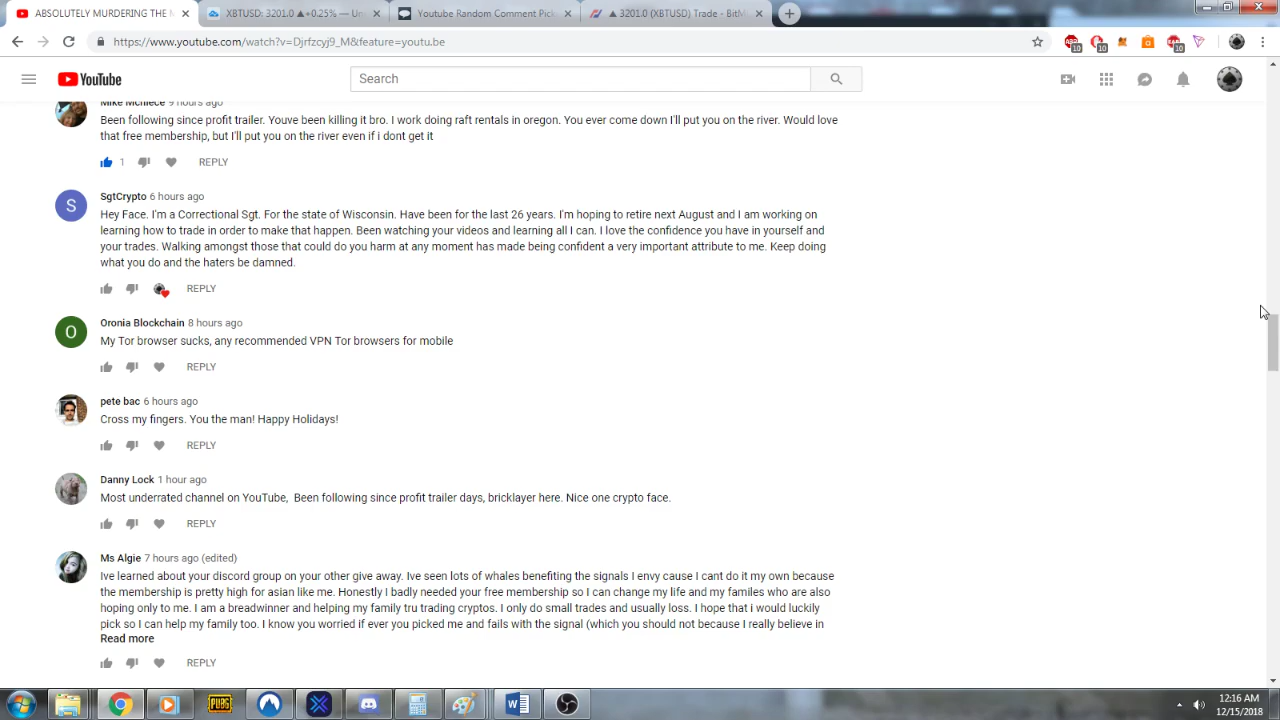 ABSOLUTELY MURDERING THE
XBTUSD: 3201.0 ▲+0.25% — Un
Youtube Random Comment Pick
▲ 3201.0 (XBTUSD) Trade - BitM
https://www.youtube.com/watch?v=Djrfzcyj9_M&feature=youtu.be
10
10
10
YouTube
Search
Mike McNiece 9 hours ago
Been following since profit trailer. Youve been killing it bro. I work doing raft rentals in oregon. You ever come down I'll put you on the river. Would love
that free membership, but I'll put you on the river even if i dont get it
1 REPLY
S
SgtCrypto 6 hours ago
Hey Face. I'm a Correctional Sgt. For the state of Wisconsin. Have been for the last 26 years. I'm hoping to retire next August and I am working on
learning how to trade in order to make that happen. Been watching your videos and learning all I can. I love the confidence you have in yourself and
your trades. Walking amongst those that could do you harm at any moment has made being confident a very important attribute to me. Keep doing
what you do and the haters be damned.
REPLY
O
Oronia Blockchain 8 hours ago
My Tor browser sucks, any recommended VPN Tor browsers for mobile
REPLY
pete bac 6 hours ago
Cross my fingers. You the man! Happy Holidays!
REPLY
Danny Lock 1 hour ago
Most underrated channel on YouTube, Been following since profit trailer days, bricklayer here. Nice one crypto face.
REPLY
Ms Algie 7 hours ago (edited)
Ive learned about your discord group on your other give away. Ive seen lots of whales benefiting the signals I envy cause I cant do it my own because
the membership is pretty high for asian like me. Honestly I badly needed your free membership so I can change my life and my familes who are also
hoping only to me. I am a breadwinner and helping my family tru trading cryptos. I only do small trades and usually loss. I hope that i would luckily
pick so I can help my family too. I know you worried if ever you picked me and fails with the signal (which you should not because I really believe in
Read more
REPLY
PUBG
12:16 AM
12/15/2018